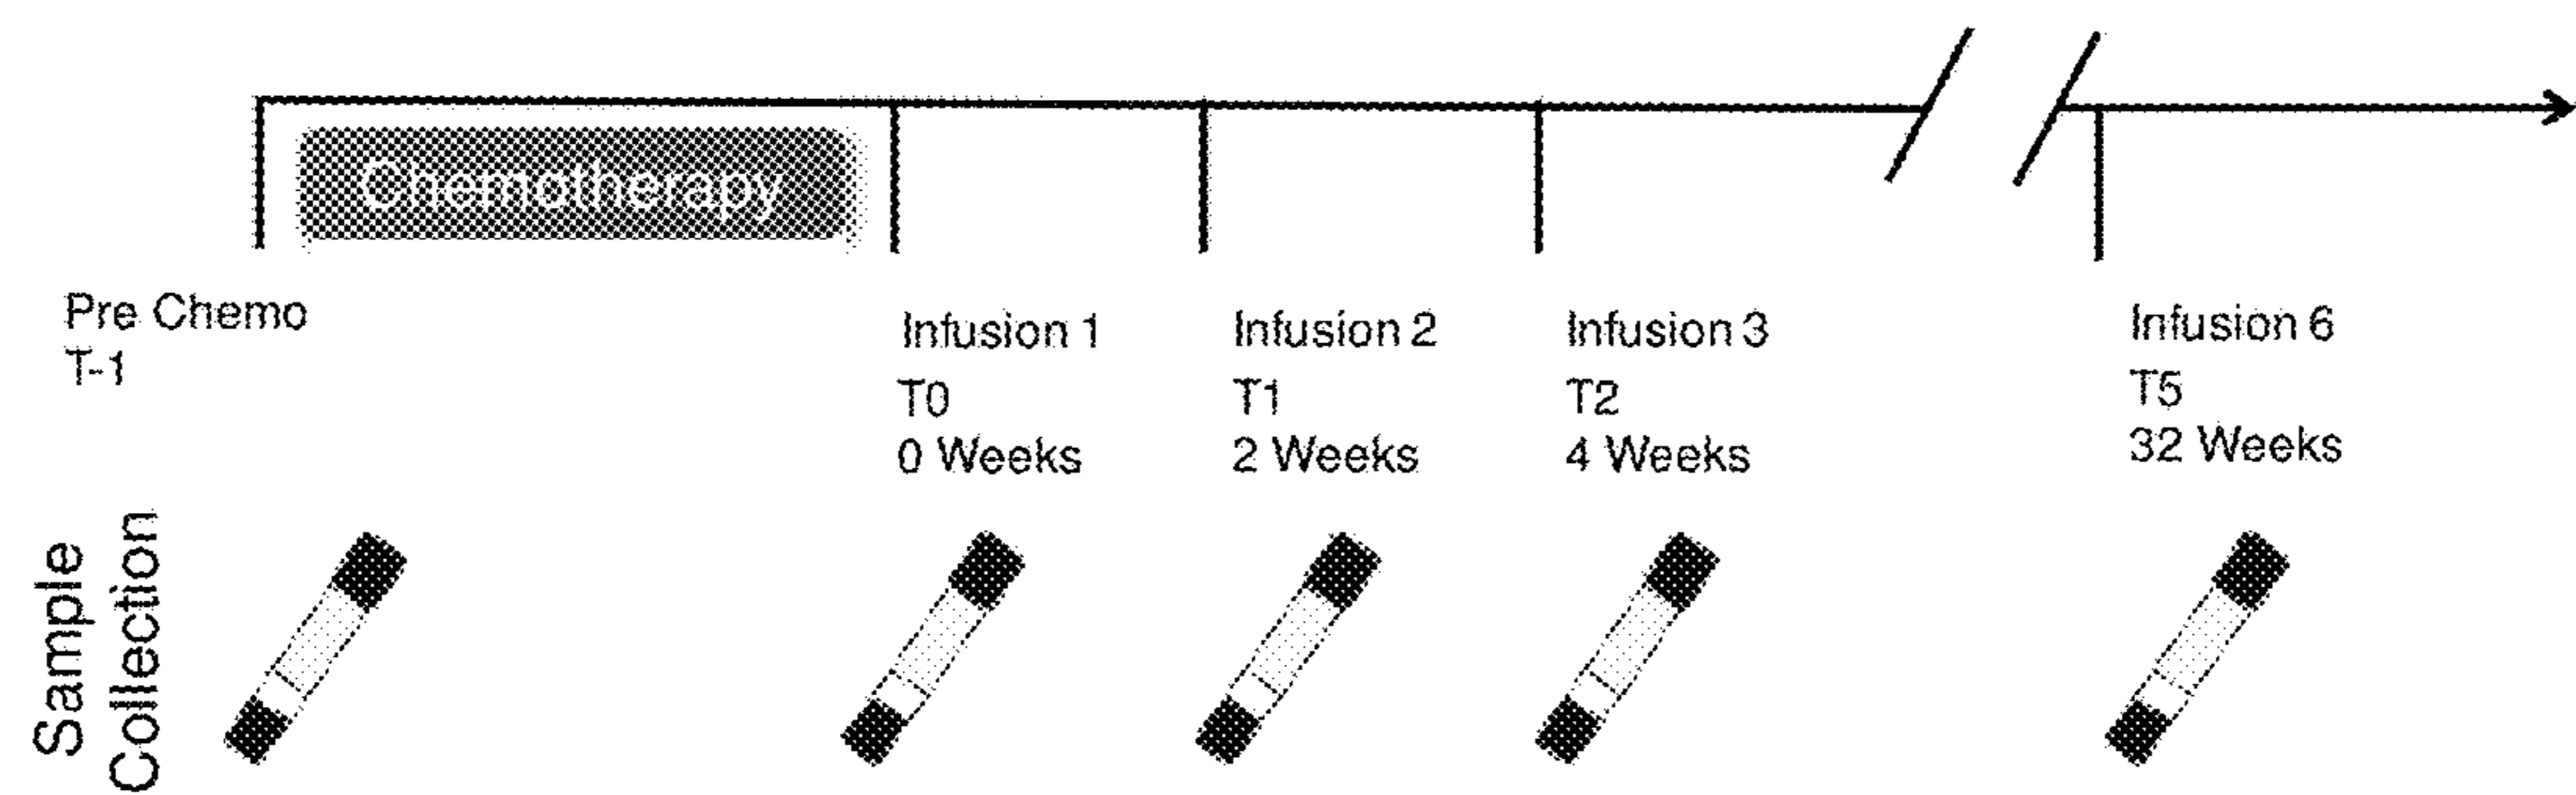 Chemotherapy
Pre Chemo
T-1
Infusion 1
T0
0 Weeks
Infusion 2
T1
2 Weeks
Infusion 3
T2
4 Weeks
Infusion 6
T5
32 Weeks
Sample
Collection